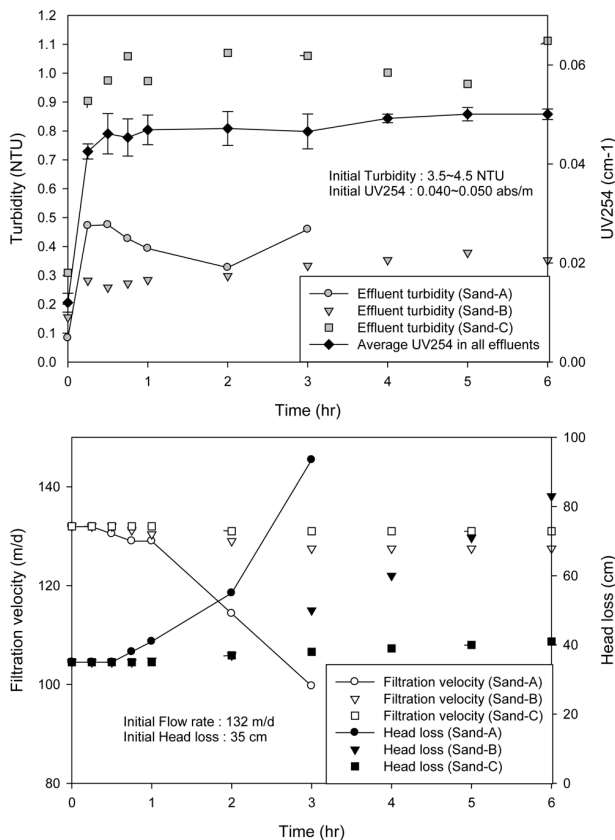 1.2
1.1
1.0
0.9
0.8
0.7
0.6
0.5
0.4
0.3
0.2
0.1
0.0
Turbidity (NTU)
0.06
0.04
0.02
0.00
UV254 (cm-1)
Initial Turbidity : 3.5~4.5 NTU
Initial UV254 : 0.040~0.050 abs/m
Effluent turbidity (Sand-A)
Effluent turbidity (Sand-B)
Effluent turbidity (Sand-C)
Average UV254 in all effluents
0 1 2 3 4 5 6
Time (hr)
140
120
100
80
Filtration velocity (m/d)
100
80
60
40
20
0
Head loss (cm)
Initial Flow rate : 132 m/d
Initial Head loss : 35 cm
Filtration velocity (Sand-A)
Filtration velocity (Sand-B)
Filtration velocity (Sand-C)
Head loss (Sand-A)
Head loss (Sand-B)
Head loss (Sand-C)
0 1 2 3 4 5 6
Time (hr)